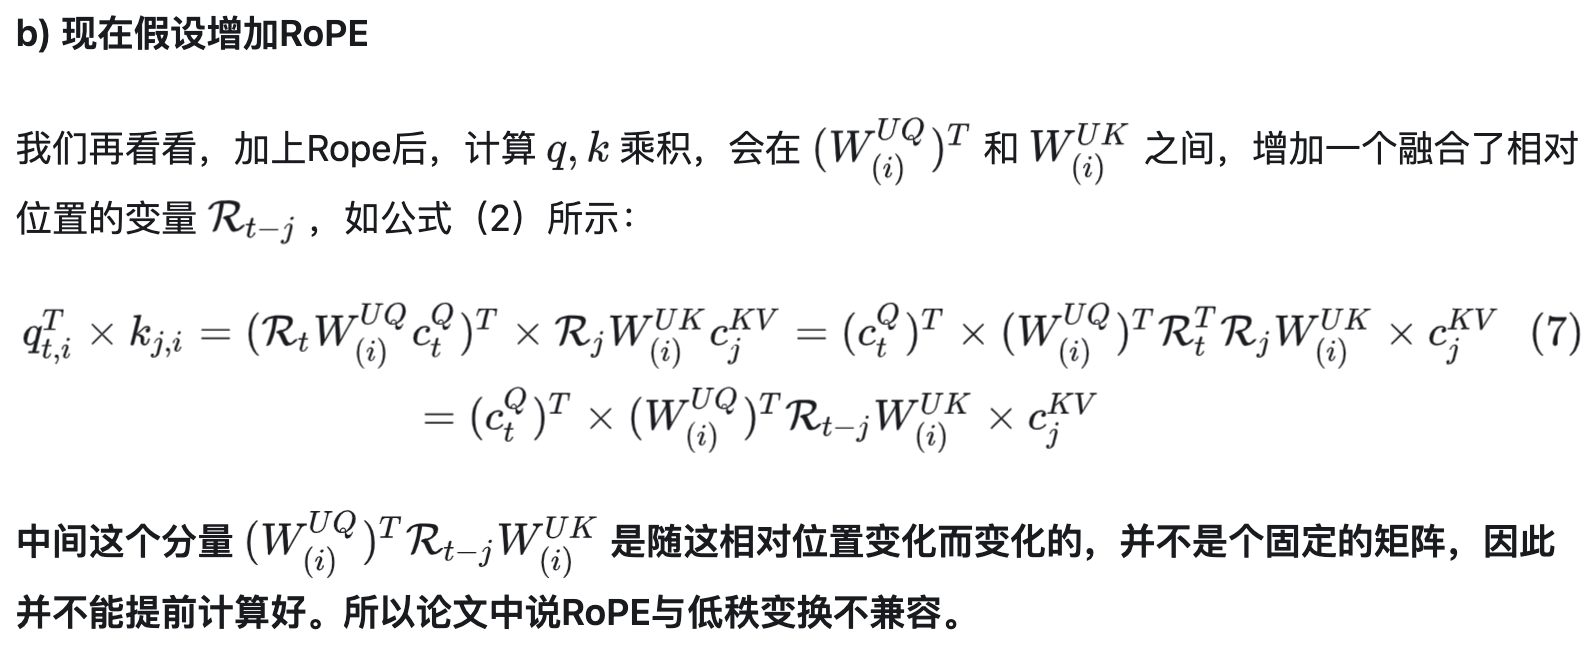 b) 现在假设增加RoPE
我们再看看，加上Rope后，计算 $q, k$ 乘积，会在 $(W_{(i)}^{UQ})^T$ 和 $W_{(i)}^{UK}$ 之间，增加一个融合了相对
位置的变量 $\mathcal{R}_{t-j}$ ，如公式（2）所示：
$q_{t,i}^T \times k_{j,i} = (\mathcal{R}_t W_{(i)}^{UQ} c_t^Q)^T \times \mathcal{R}_j W_{(i)}^{UK} c_j^{KV} = (c_t^Q)^T \times (W_{(i)}^{UQ})^T \mathcal{R}_t^T \mathcal{R}_j W_{(i)}^{UK} \times c_j^{KV}$ (7)
$= (c_t^Q)^T \times (W_{(i)}^{UQ})^T \mathcal{R}_{t-j} W_{(i)}^{UK} \times c_j^{KV}$
中间这个分量 $(W_{(i)}^{UQ})^T \mathcal{R}_{t-j} W_{(i)}^{UK}$ 是随这相对位置变化而变化的，并不是个固定的矩阵，因此
并不能提前计算好。所以论文中说RoPE与低秩变换不兼容。